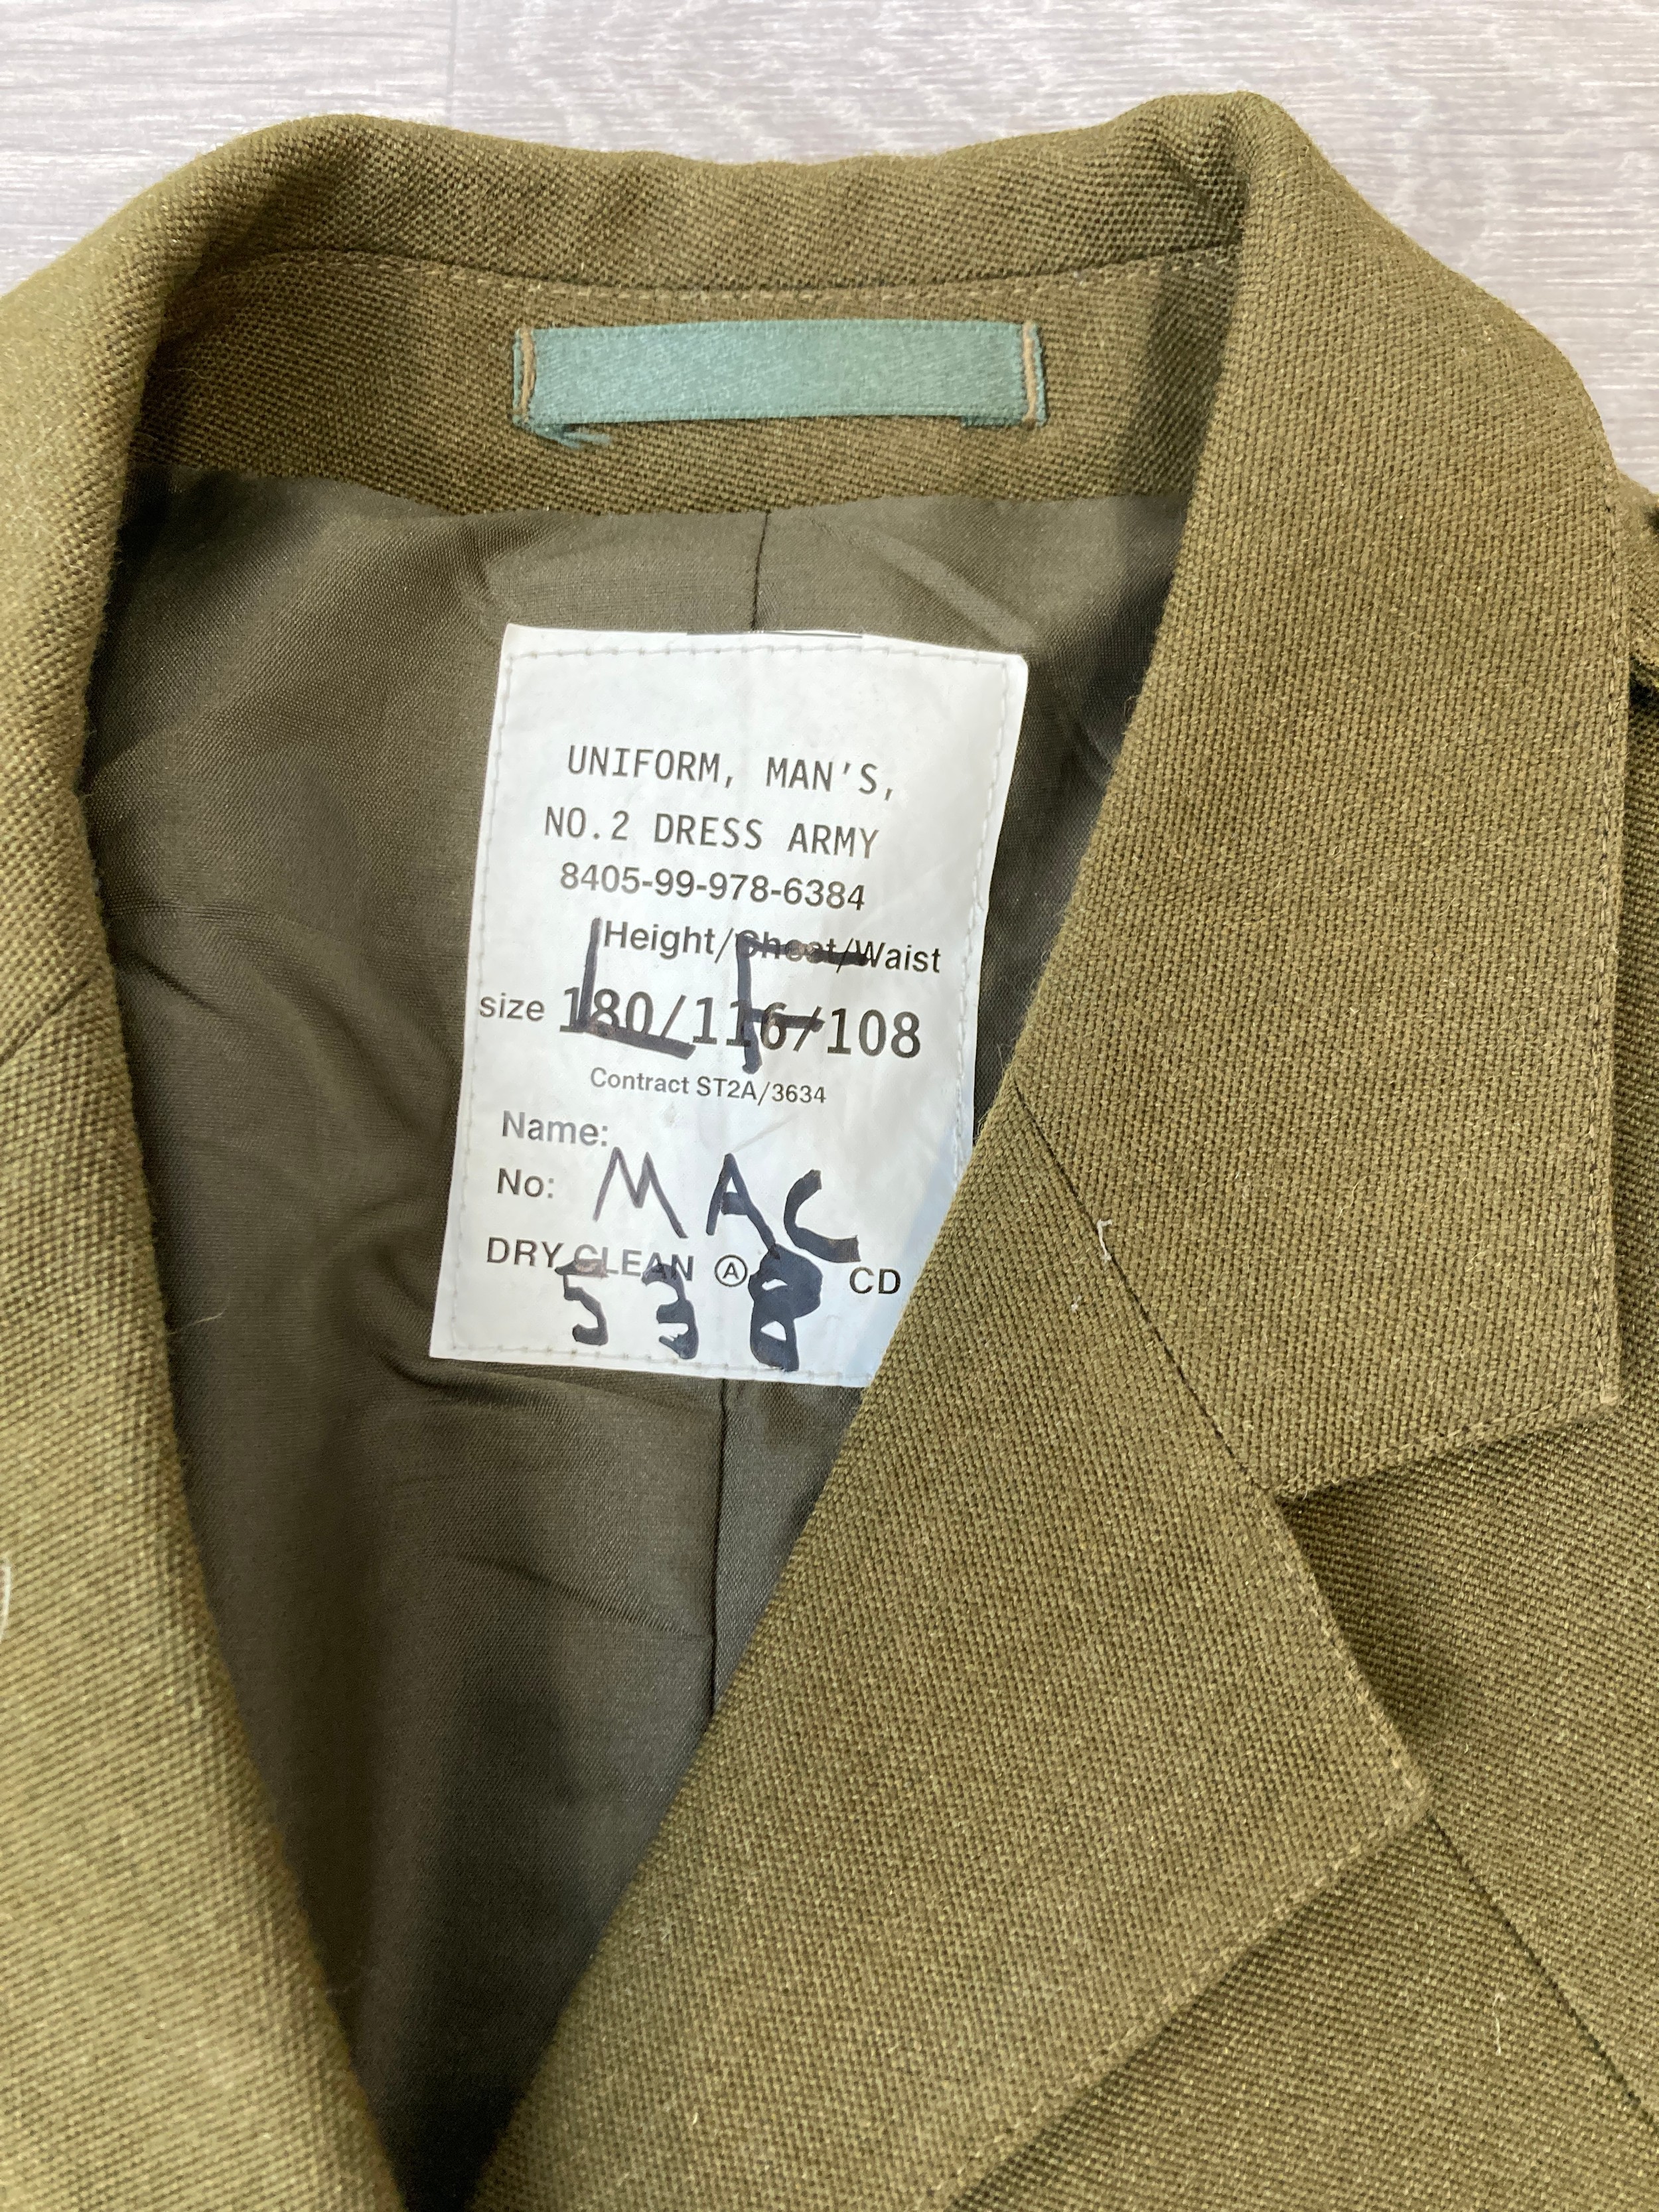 UNIFORM, MAN'S,
NO.2 DRESS ARMY
8405-99-978-6384
Height/Chest/Waist
L F
size 180/116/108
Contract ST2A/3634
Name:
No: MAC
DRY CLEAN Ⓐ CD
538